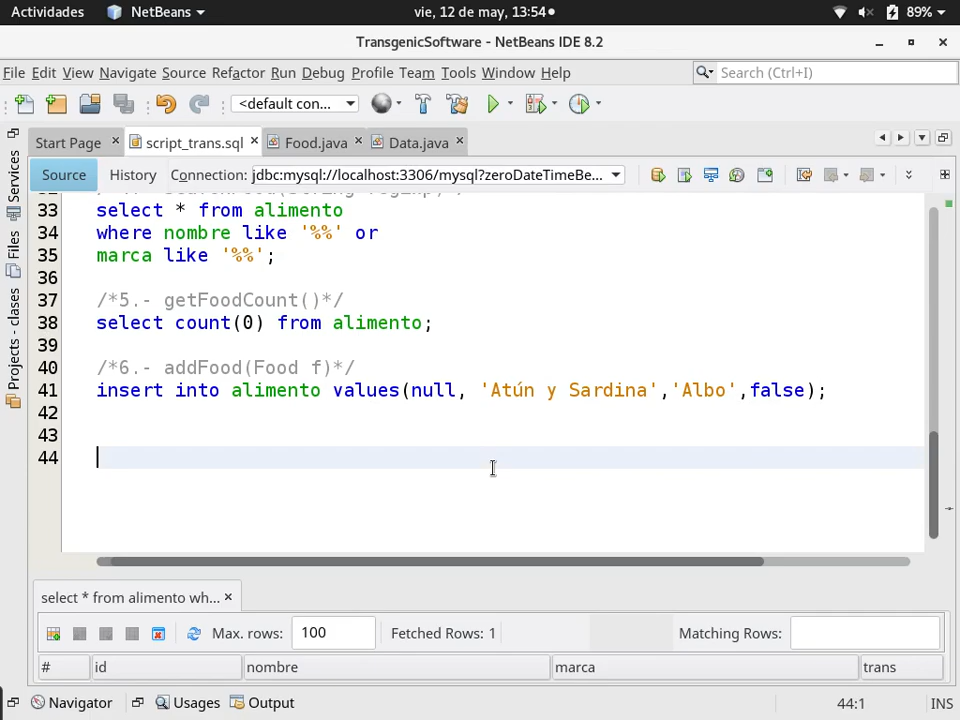 Actividades NetBeans vie, 12 de may, 13:54 89%
TransgenicSoftware - NetBeans IDE 8.2
File Edit View Navigate Source Refactor Run Debug Profile Team Tools Window Help Search (Ctrl+I)
<default con...
Start Page script_trans.sql Food.java Data.java
Source History Connection: jdbc:mysql://localhost:3306/mysql?zeroDateTimeBe...
Services
Files
Projects - clases
33 select * from alimento
34 where nombre like '%%' or
35 marca like '%%';
36
37 /*5.- getFoodCount()*/
38 select count(0) from alimento;
39
40 /*6.- addFood(Food f)*/
41 insert into alimento values(null, 'Atún y Sardina','Albo',false);
42
43
44
select * from alimento wh...
Max. rows: 100 Fetched Rows: 1 Matching Rows:
# id nombre marca trans
Navigator Usages Output 44:1 INS